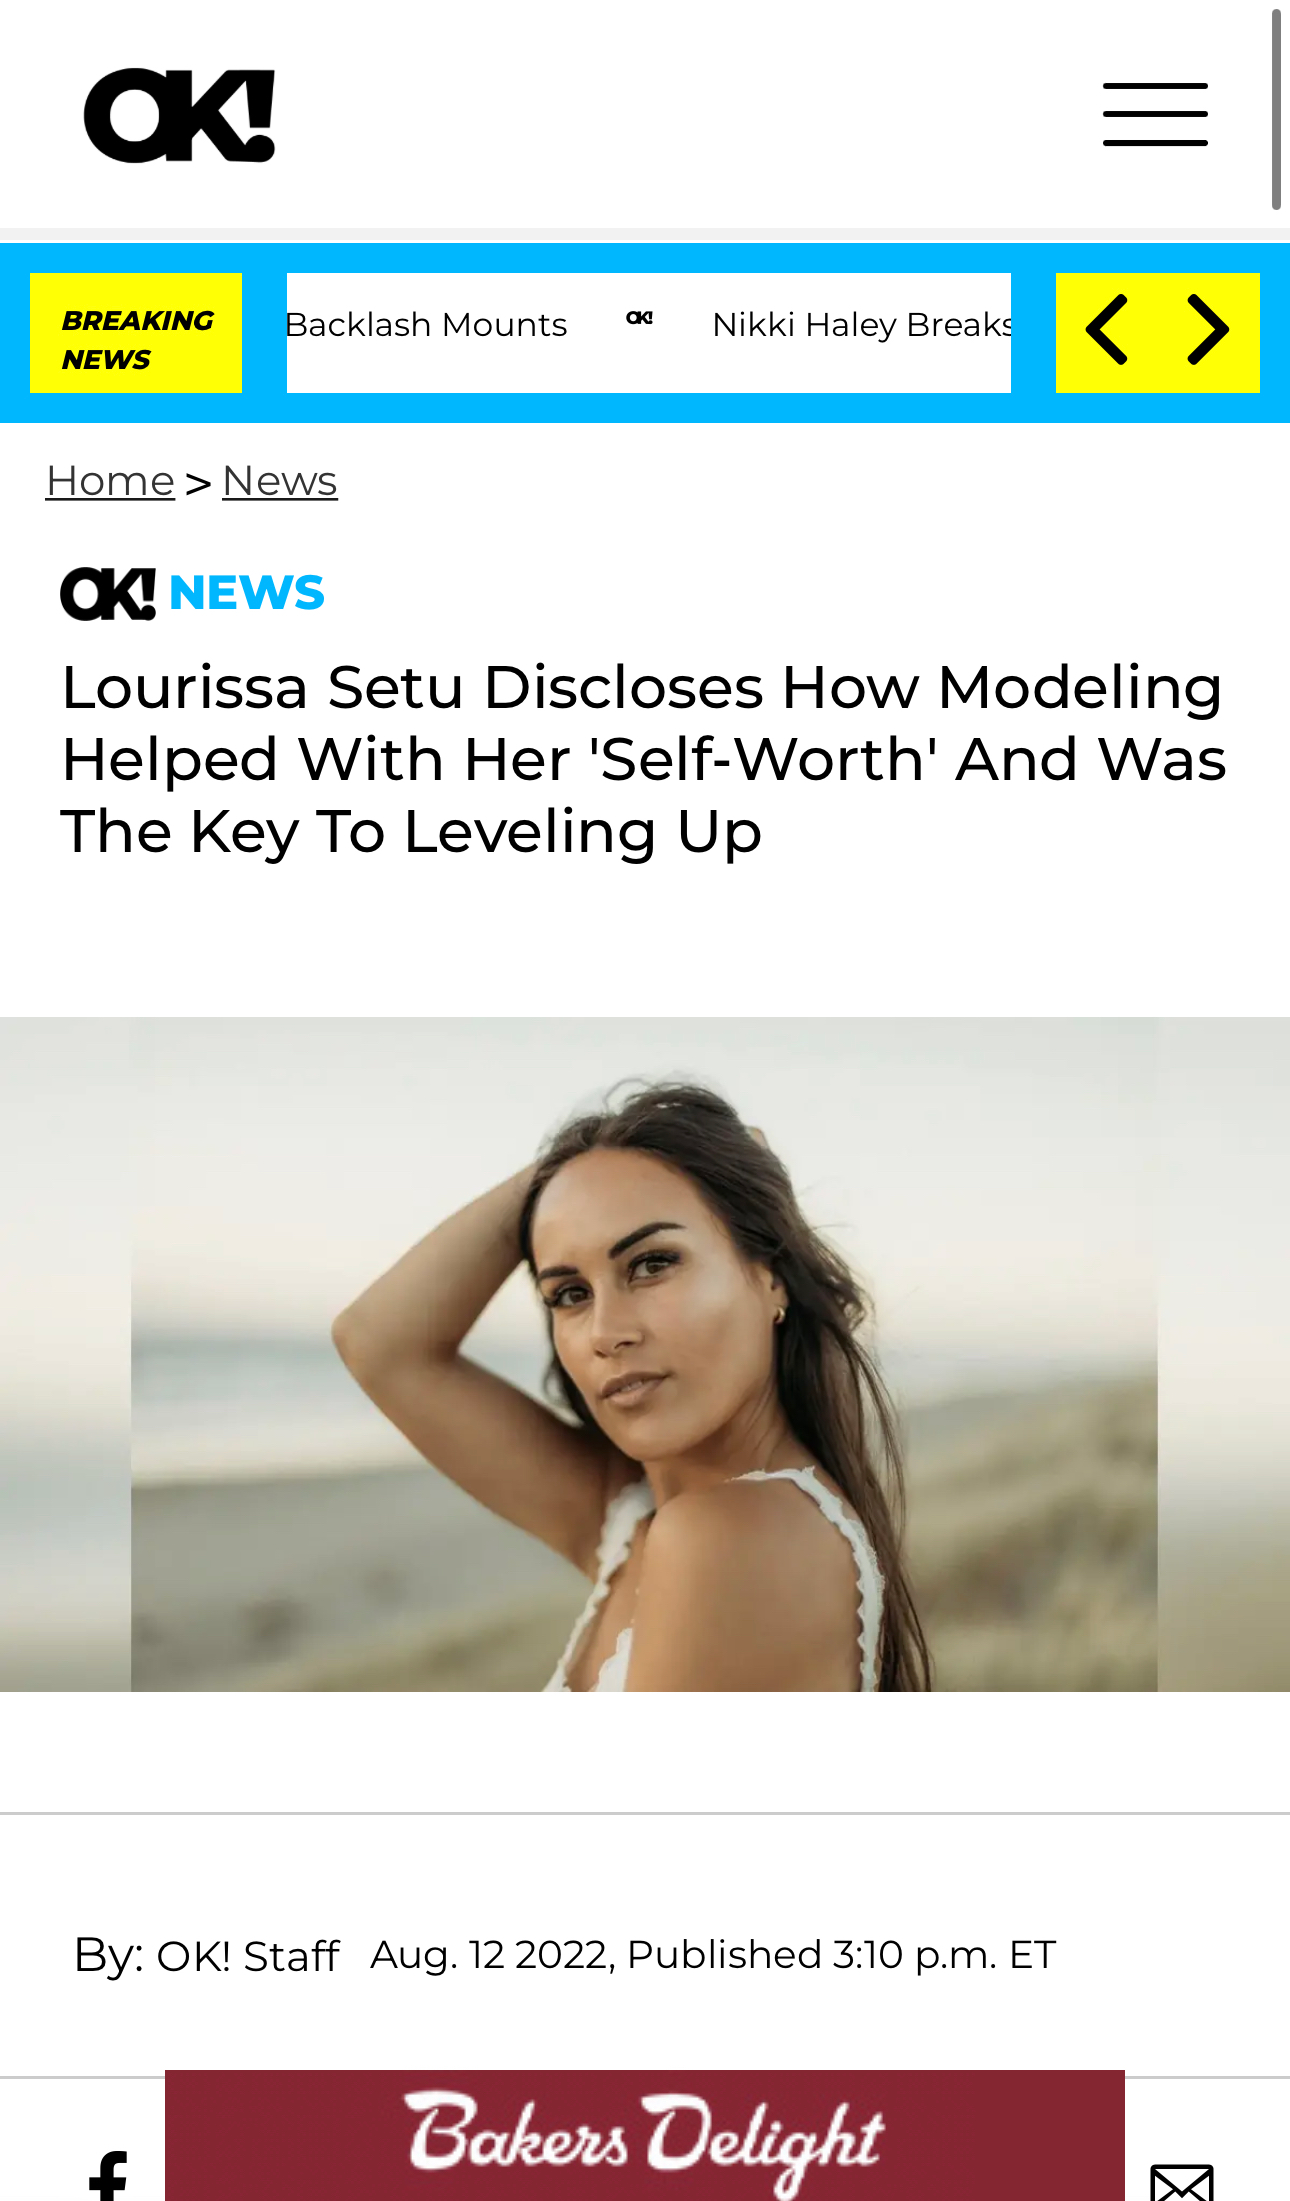 OK!
BREAKING
NEWS
Backlash Mounts OK! Nikki Haley Breaks
Home > News
OK! NEWS
Lourissa Setu Discloses How Modeling
Helped With Her 'Self-Worth' And Was
The Key To Leveling Up
By: OK! Staff Aug. 12 2022, Published 3:10 p.m. ET
Bakers Delight